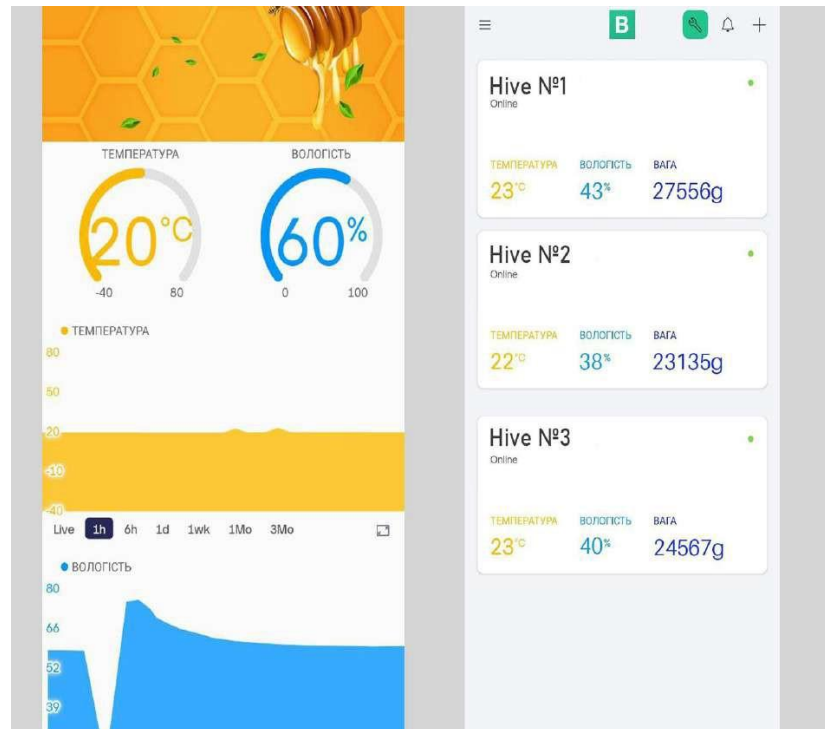 ТЕМПЕРАТУРА ВОЛОГІСТЬ
20°C 60%
-40 80 0 100
ТЕМПЕРАТУРА
80
50
20
-10
-40
Live 1h 6h 1d 1wk 1Mo 3Mo
ВОЛОГІСТЬ
80
66
52
39
B
Hive №1
Online
ТЕМПЕРАТУРА ВОЛОГІСТЬ ВАГА
23°C 43% 27556g
Hive №2
Online
ТЕМПЕРАТУРА ВОЛОГІСТЬ ВАГА
22°C 38% 23135g
Hive №3
Online
ТЕМПЕРАТУРА ВОЛОГІСТЬ ВАГА
23°C 40% 24567g